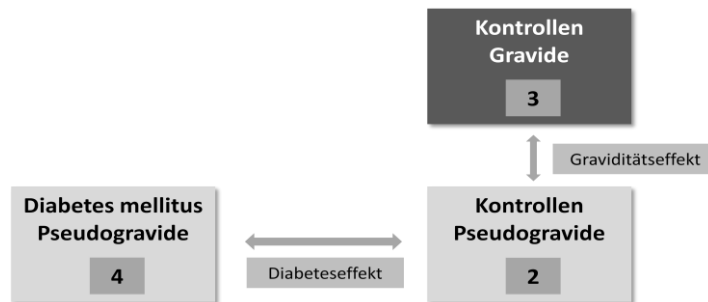 Kontrollen
Gravide
3
Graviditätseffekt
Diabetes mellitus
Pseudogravide
4
Diabeteseffekt
Kontrollen
Pseudogravide
2